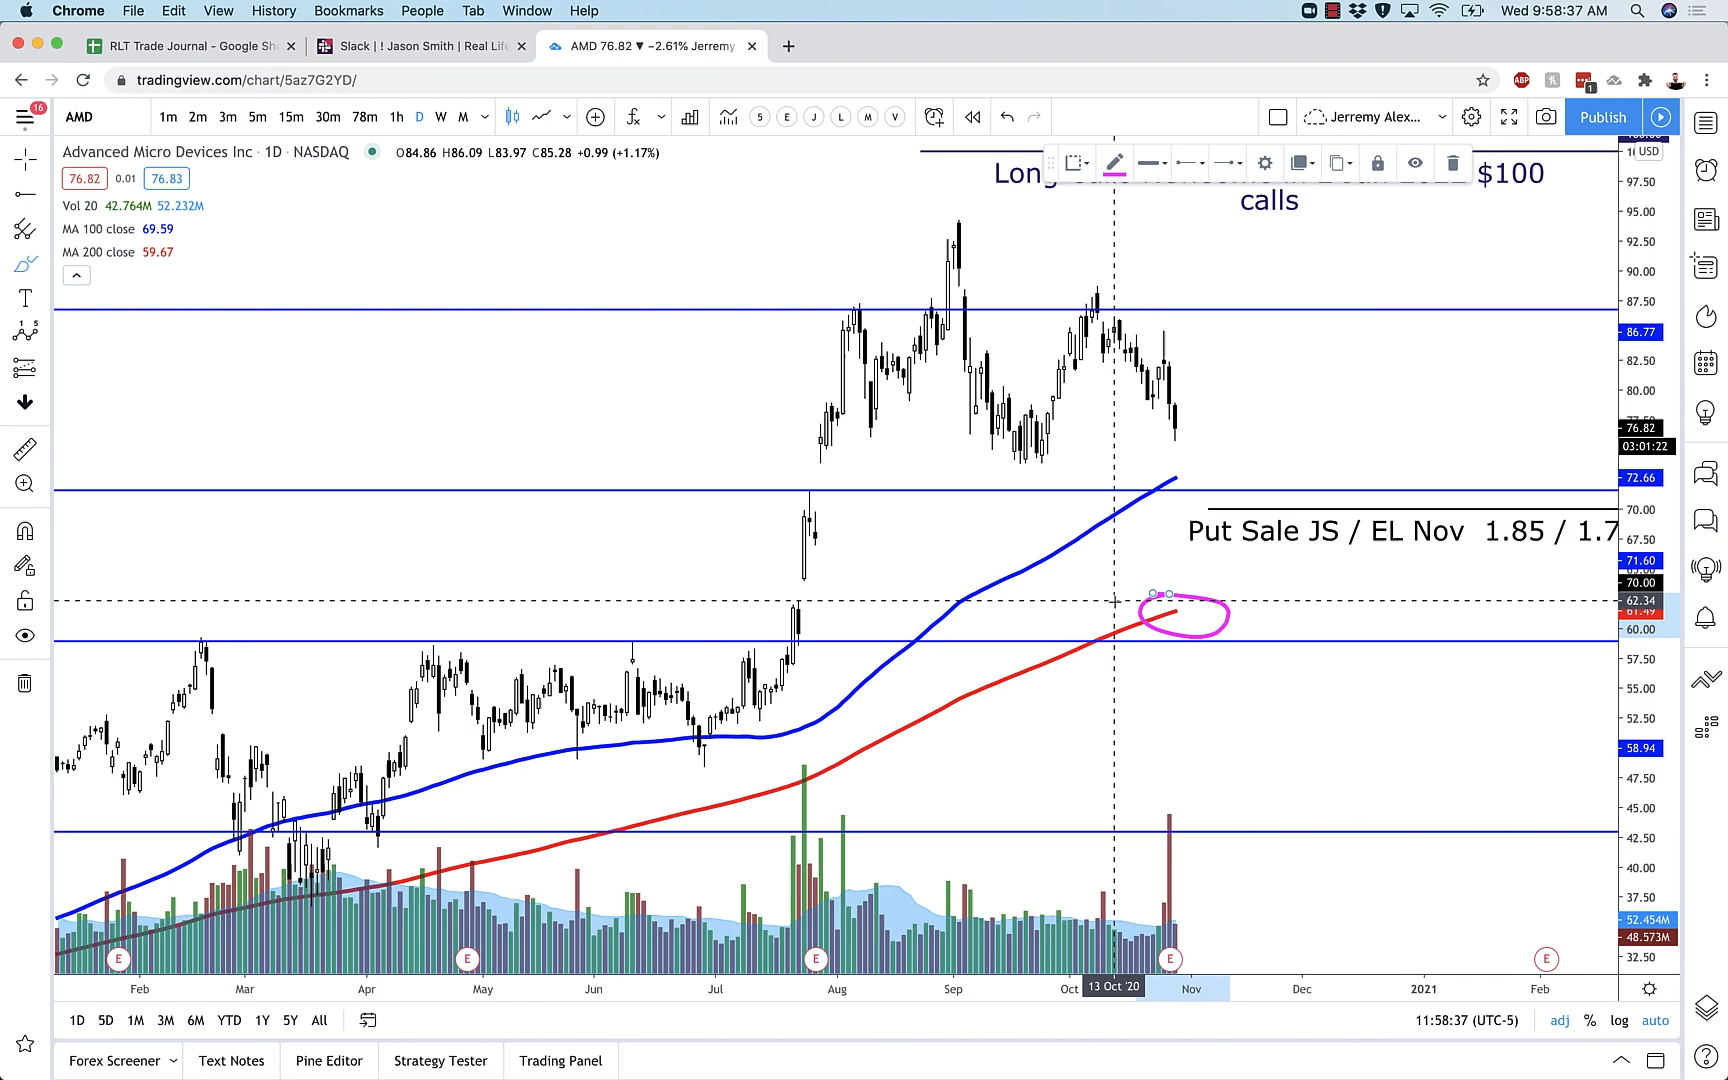 Chrome File Edit View History Bookmarks People Tab Window Help Wed 9:58:37 AM
RLT Trade Journal - Google She Slack | ! Jason Smith | Real Life AMD 76.82 ▼ −2.61% Jerremy
tradingview.com/chart/5az7G2YD/ ABP 1
16 AMD 1m 2m 3m 5m 15m 30m 78m 1h D W M 5 E J L M V Jeremy Alex... Publish
Advanced Micro Devices Inc · 1D · NASDAQ O84.86 H86.09 L83.97 C85.28 +0.99 (+1.17%) USD
76.82 0.01 76.83
Vol 20 42.764M 52.232M
MA 100 close 69.59
MA 200 close 59.67
$100
calls
97.50
95.00
92.50
90.00
87.50
86.77
82.50
80.00
77.50
76.82
03:01:22
72.66
70.00
Put Sale JS / EL Nov 1.85 / 1.7
67.50
71.60
70.00
62.34
61.49
60.00
57.50
55.00
52.50
58.94
47.50
45.00
42.50
40.00
37.50
52.454M
48.573M
32.50
E E E E E
Feb Mar Apr May Jun Jul Aug Sep Oct 13 Oct '20 Nov Dec 2021 Feb
1D 5D 1M 3M 6M YTD 1Y 5Y All 11:58:37 (UTC-5) adj % log auto
Forex Screener Text Notes Pine Editor Strategy Tester Trading Panel